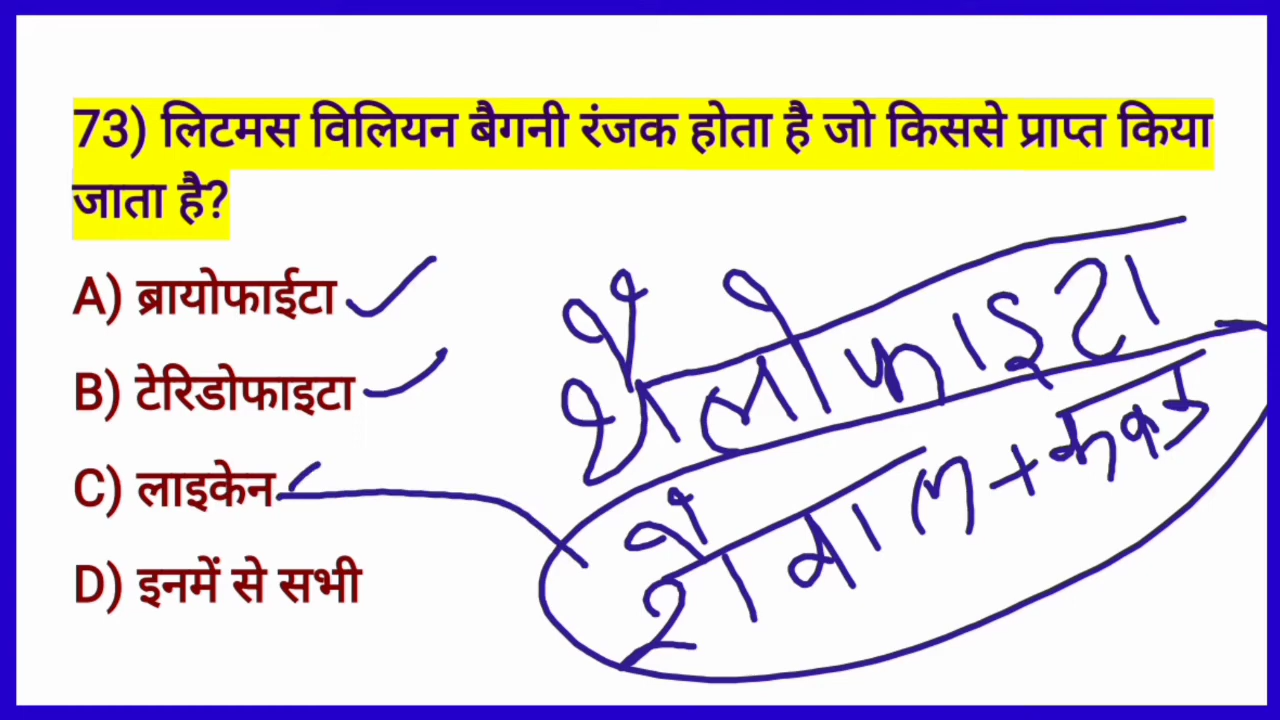 73) लिटमस विलियन बैगनी रंजक होता है जो किससे प्राप्त किया
जाता है?
A) ब्रायोफाईटा
B) टेरिडोफाइटा
C) लाइकेन
D) इनमें से सभी
थैलोफाइटा
शैवाल + कवक